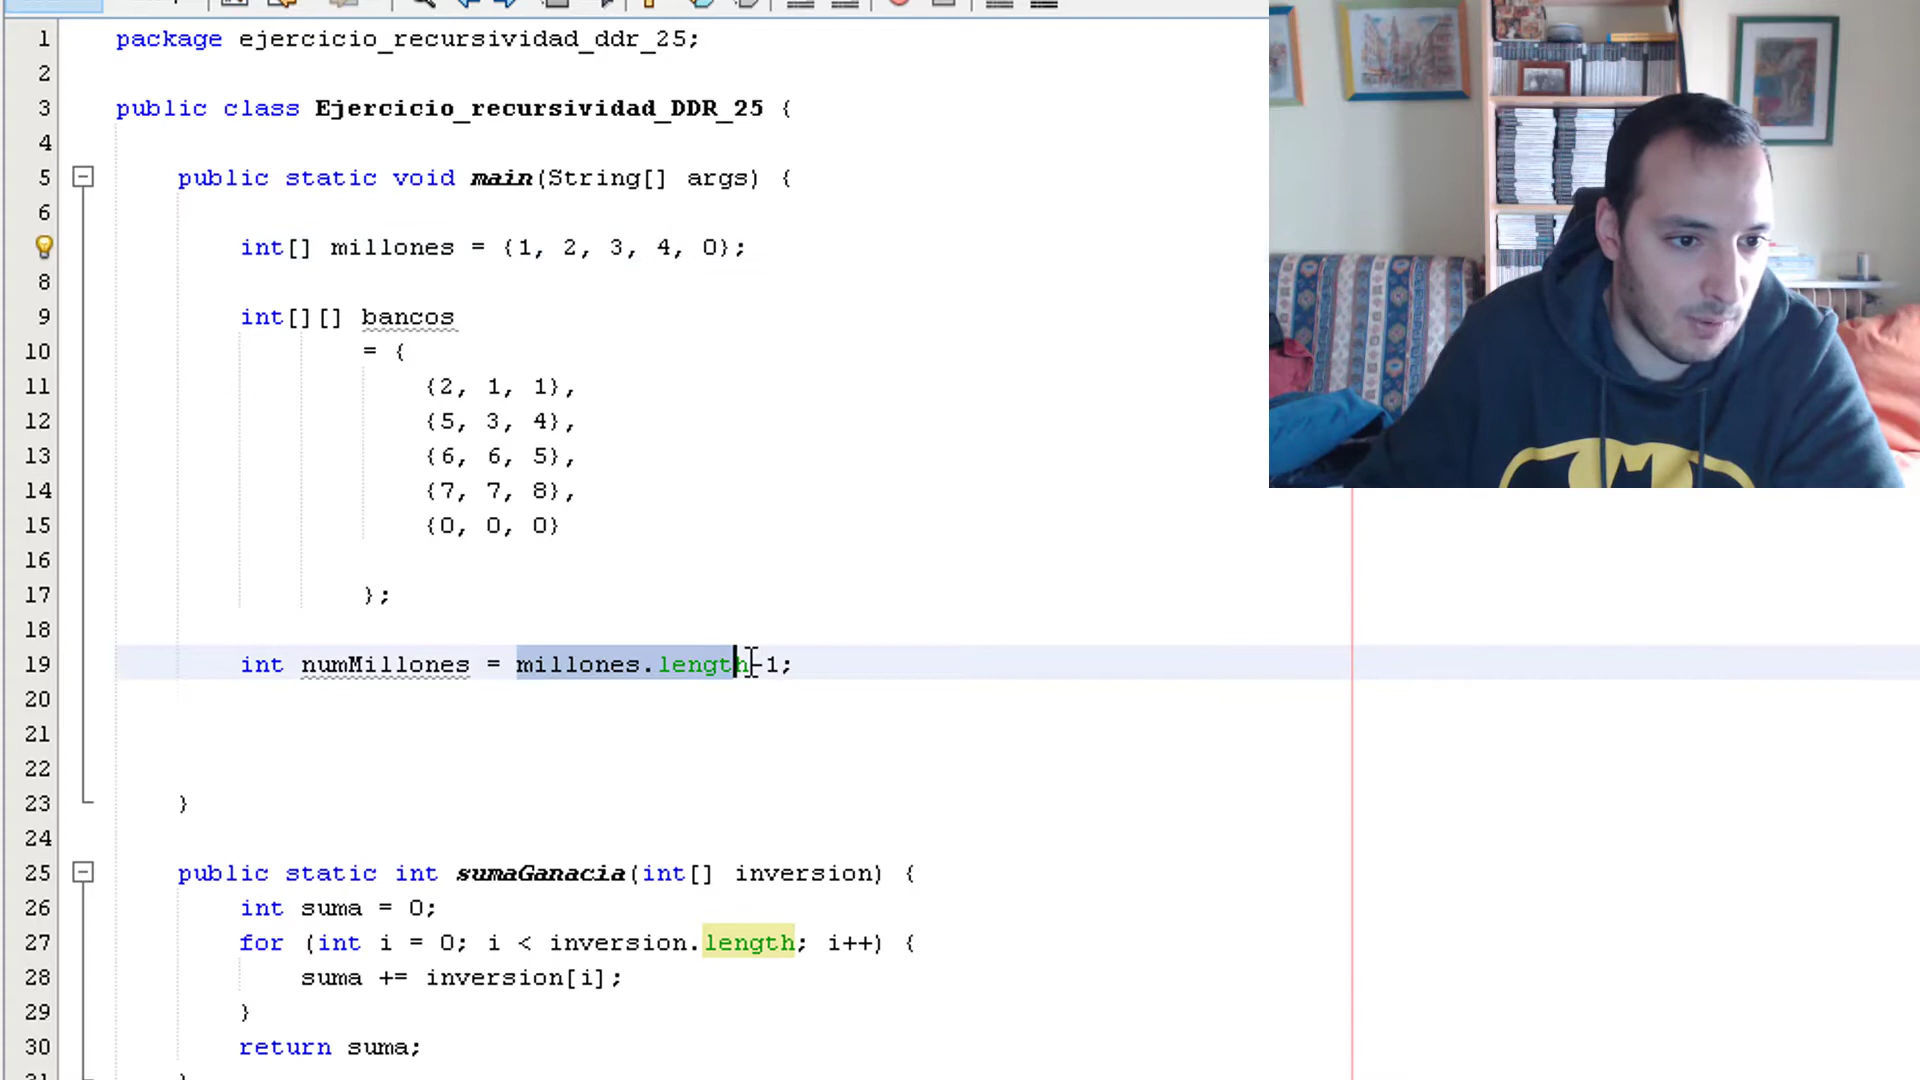 1 package ejercicio_recursividad_ddr_25;
2
3 public class Ejercicio_recursividad_DDR_25 {
4
5 public static void main(String[] args) {
6
int[] millones = {1, 2, 3, 4, 0};
8
9 int[][] bancos
10 = {
11 {2, 1, 1},
12 {5, 3, 4},
13 {6, 6, 5},
14 {7, 7, 8},
15 {0, 0, 0}
16
17 };
18
19 int numMillones = millones.length-1;
20
21
22
23 }
24
25 public static int sumaGanacia(int[] inversion) {
26 int suma = 0;
27 for (int i = 0; i < inversion.length; i++) {
28 suma += inversion[i];
29 }
30 return suma;